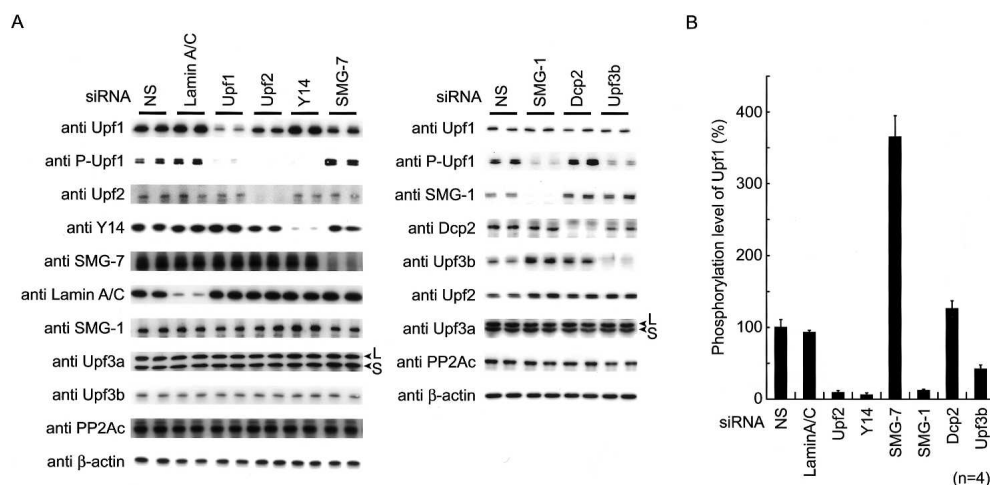 A
siRNA
NS
Lamin A/C
Upf1
Upf2
Y14
SMG-7
anti Upf1
anti P-Upf1
anti Upf2
anti Y14
anti SMG-7
anti Lamin A/C
anti SMG-1
anti Upf3a
L
S
anti Upf3b
anti PP2Ac
anti β-actin
siRNA
NS
SMG-1
Dcp2
Upf3b
anti Upf1
anti P-Upf1
anti SMG-1
anti Dcp2
anti Upf3b
anti Upf2
anti Upf3a
L
S
anti PP2Ac
anti β-actin
B
Phosphorylation level of Upf1 (%)
400
300
200
100
0
siRNA
NS
LaminA/C
Upf2
Y14
SMG-7
SMG-1
Dcp2
Upf3b
(n=4)